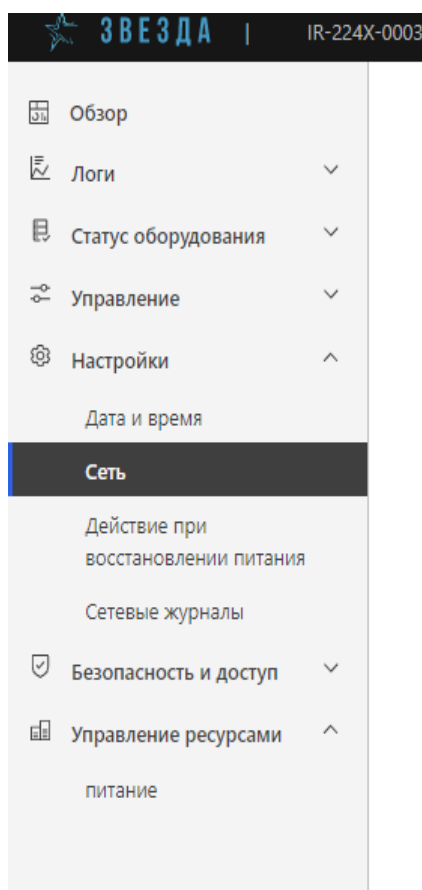 ЗВЕЗДА | IR-224X-0003
Обзор
Логи
Статус оборудования
Управление
Настройки
Дата и время
Сеть
Действие при
восстановлении питания
Сетевые журналы
Безопасность и доступ
Управление ресурсами
питание